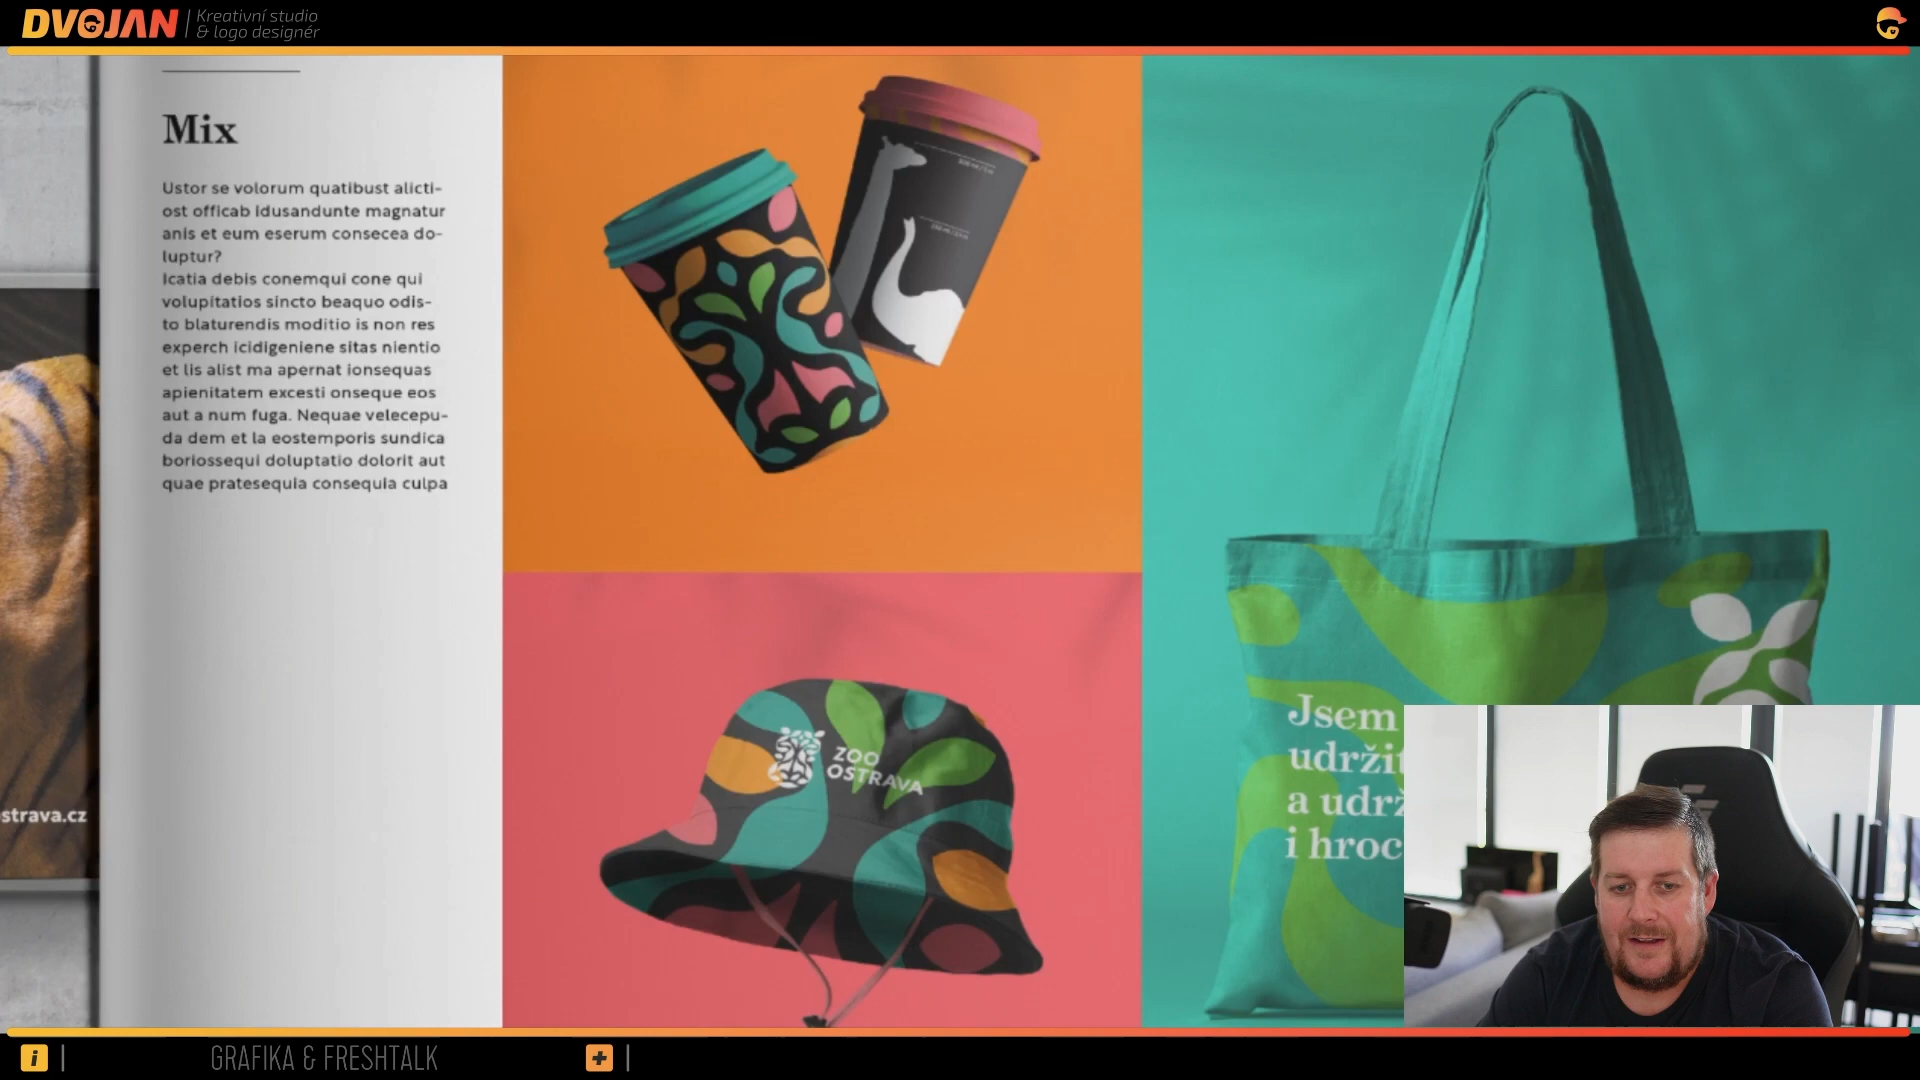 DVOJAN
Kreativní studio
& logo designér
Mix
Ustor se volorum quatibust alicti-
ost officab idusandunte magnatur
anis et eum eserum consecea do-
luptur?
Icatia debis conemqui cone qui
volupitatios sincto beaquo odis-
to blaturendis moditio is non res
experch icidigeniene sitas nientio
et lis alist ma apernat ionsequas
apienitatem excesti onseque eos
aut a num fuga. Nequae velecepu-
da dem et la eostemporis sundica
boriossequi doluptatio dolorit aut
quae pratesequia consequia culpa
strava.cz
ZOO
OSTRAVA
Jsem
udržit
a udrž
i hroc
i
GRAFIKA & FRESHTALK